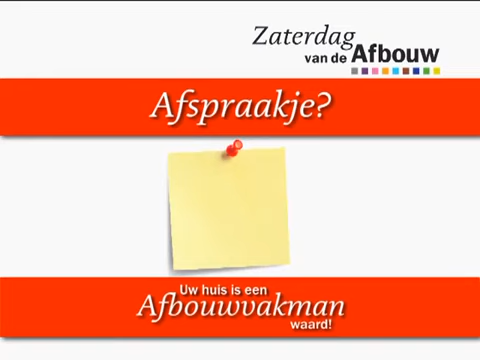 Zaterdag
van de Afbouw
Afspraakje?
Uw huis is een
Afbouwvakman
waard!